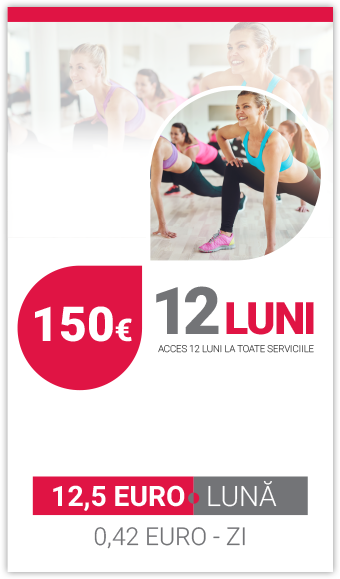 150€
12 LUNI
ACCES 12 LUNI LA TOATE SERVICIILE
12,5 EURO LUNĂ
0,42 EURO - ZI